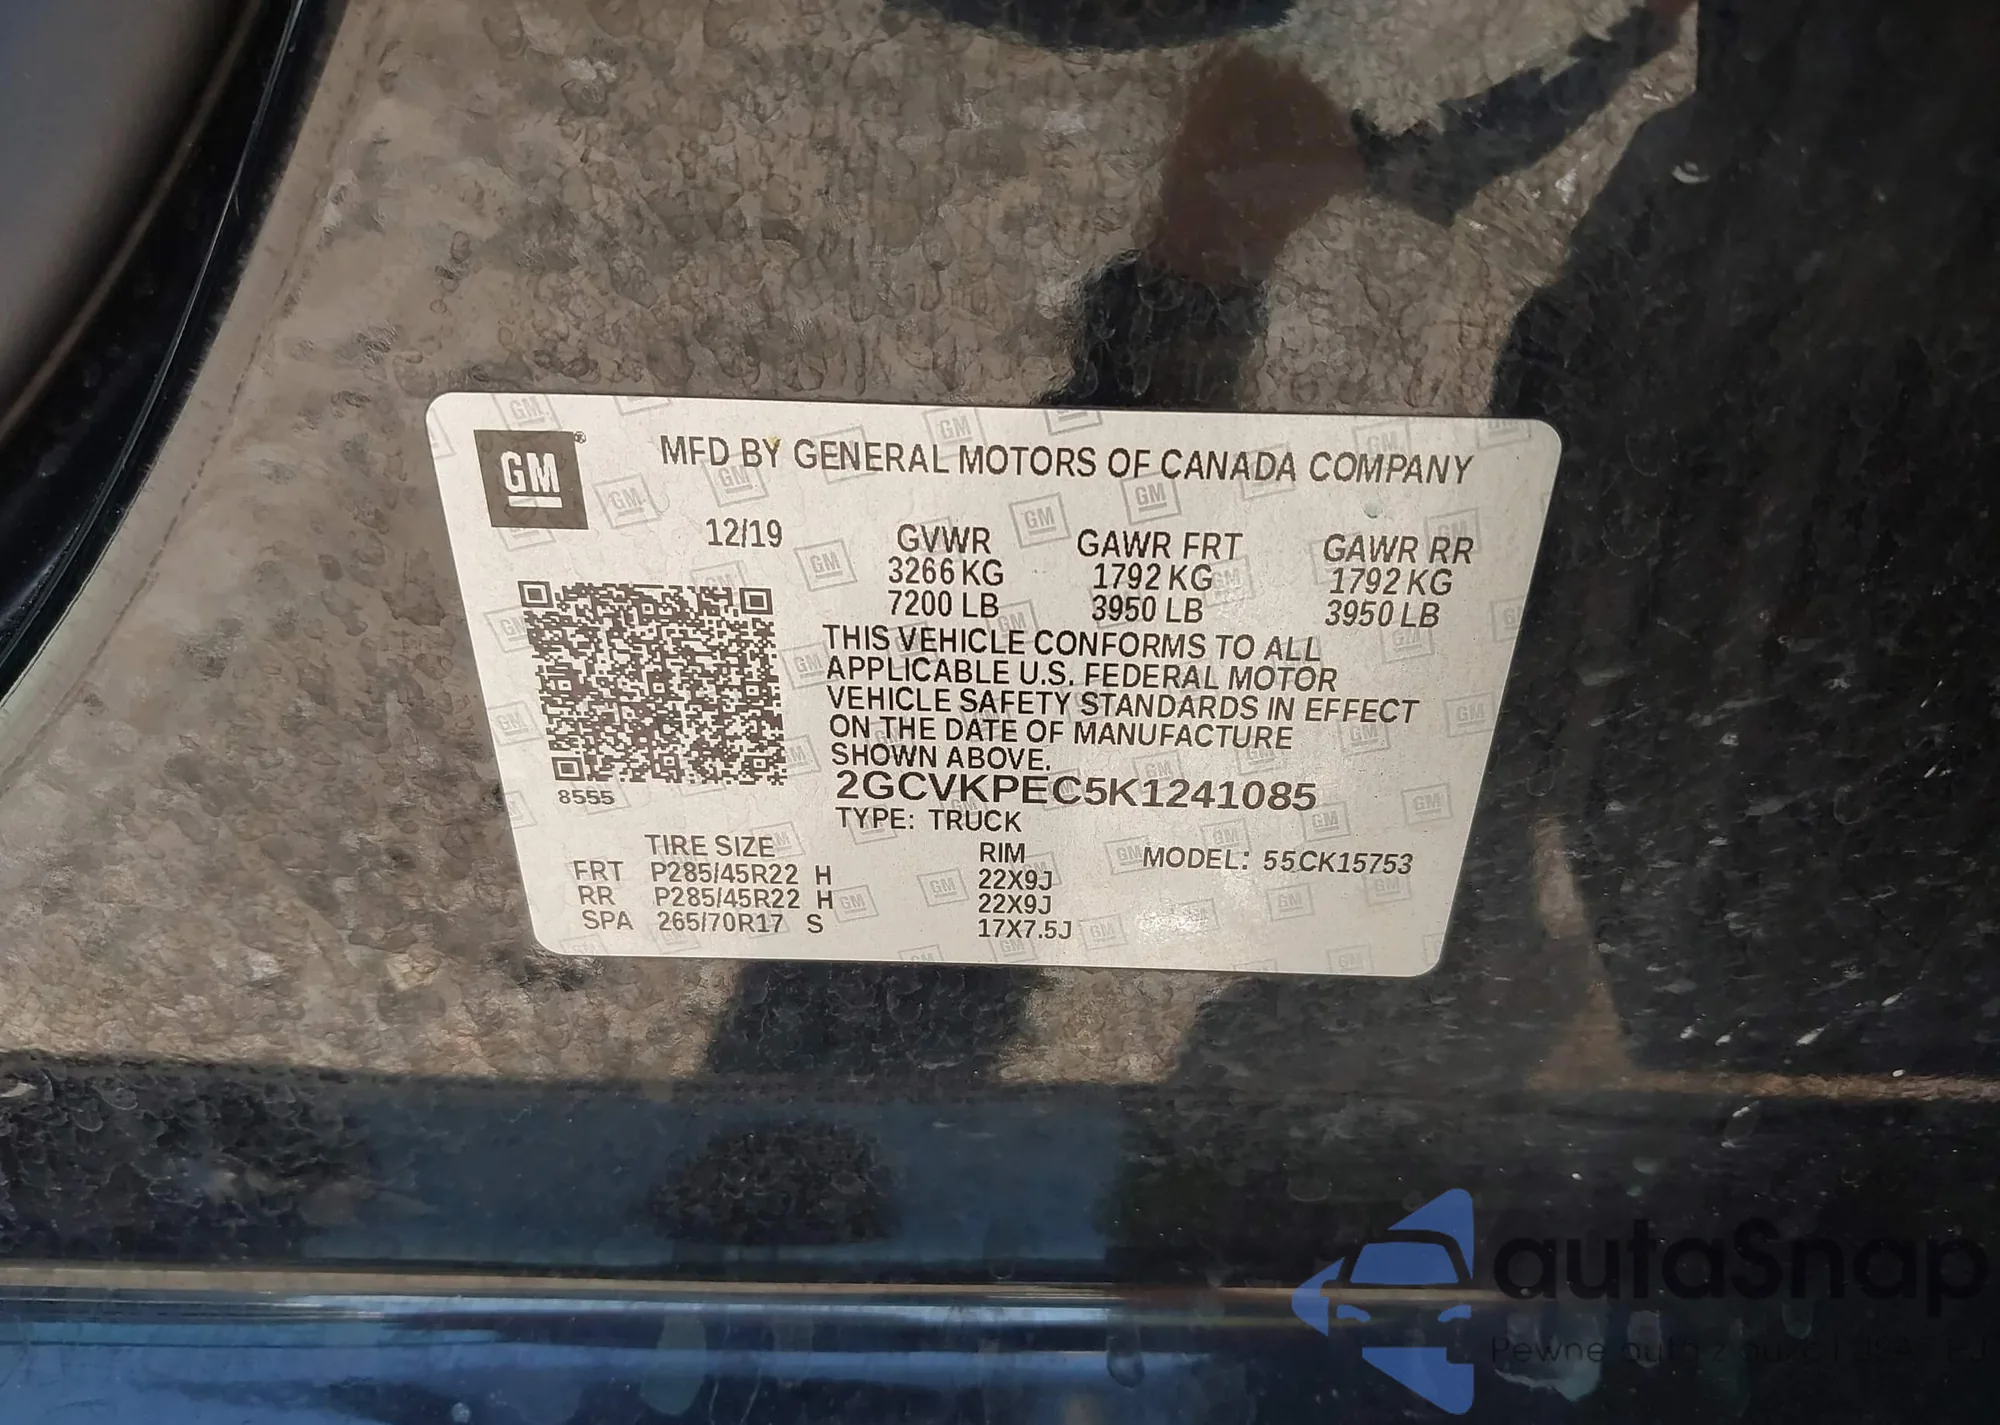 GM
MFD BY GENERAL MOTORS OF CANADA COMPANY
12/19 GVWR GAWR FRT GAWR RR
3266 KG 1792 KG 1792 KG
7200 LB 3950 LB 3950 LB
THIS VEHICLE CONFORMS TO ALL
APPLICABLE U.S. FEDERAL MOTOR
VEHICLE SAFETY STANDARDS IN EFFECT
ON THE DATE OF MANUFACTURE
SHOWN ABOVE.
8555
2GCVKPEC5K1241085
TYPE: TRUCK
TIRE SIZE RIM MODEL: 55CK15753
FRT P285/45R22 H 22X9J
RR P285/45R22 H 22X9J
SPA 265/70R17 S 17X7.5J
autaSnap
Pewne auta z